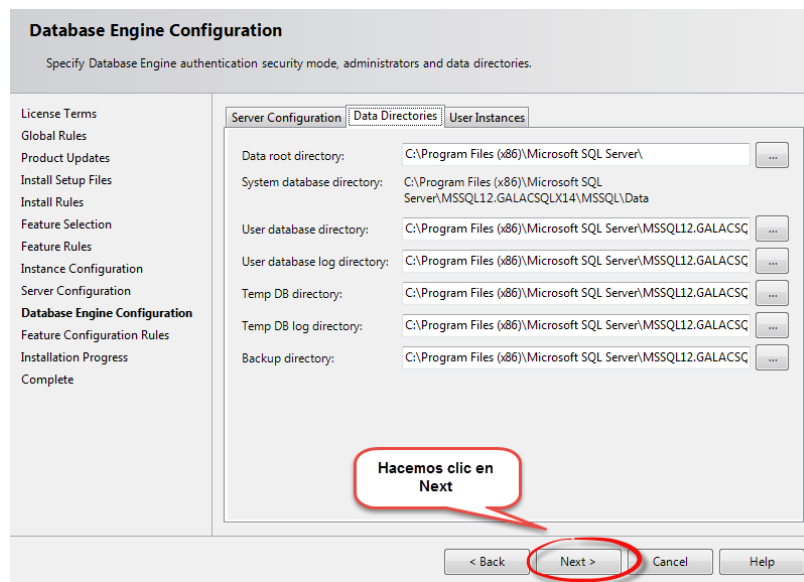 Database Engine Configuration
Specify Database Engine authentication security mode, administrators and data directories.
License Terms
Global Rules
Product Updates
Install Setup Files
Install Rules
Feature Selection
Feature Rules
Instance Configuration
Server Configuration
Database Engine Configuration
Feature Configuration Rules
Installation Progress
Complete
Server Configuration Data Directories User Instances
Data root directory: C:\Program Files (x86)\Microsoft SQL Server\ ...
System database directory: C:\Program Files (x86)\Microsoft SQL
Server\MSSQL12.GALACSQLX14\MSSQL\Data
User database directory: C:\Program Files (x86)\Microsoft SQL Server\MSSQL12.GALACSQ ...
User database log directory: C:\Program Files (x86)\Microsoft SQL Server\MSSQL12.GALACSQ ...
Temp DB directory: C:\Program Files (x86)\Microsoft SQL Server\MSSQL12.GALACSQ ...
Temp DB log directory: C:\Program Files (x86)\Microsoft SQL Server\MSSQL12.GALACSQ ...
Backup directory: C:\Program Files (x86)\Microsoft SQL Server\MSSQL12.GALACSQ ...
Hacemos clic en
Next
< Back Next > Cancel Help